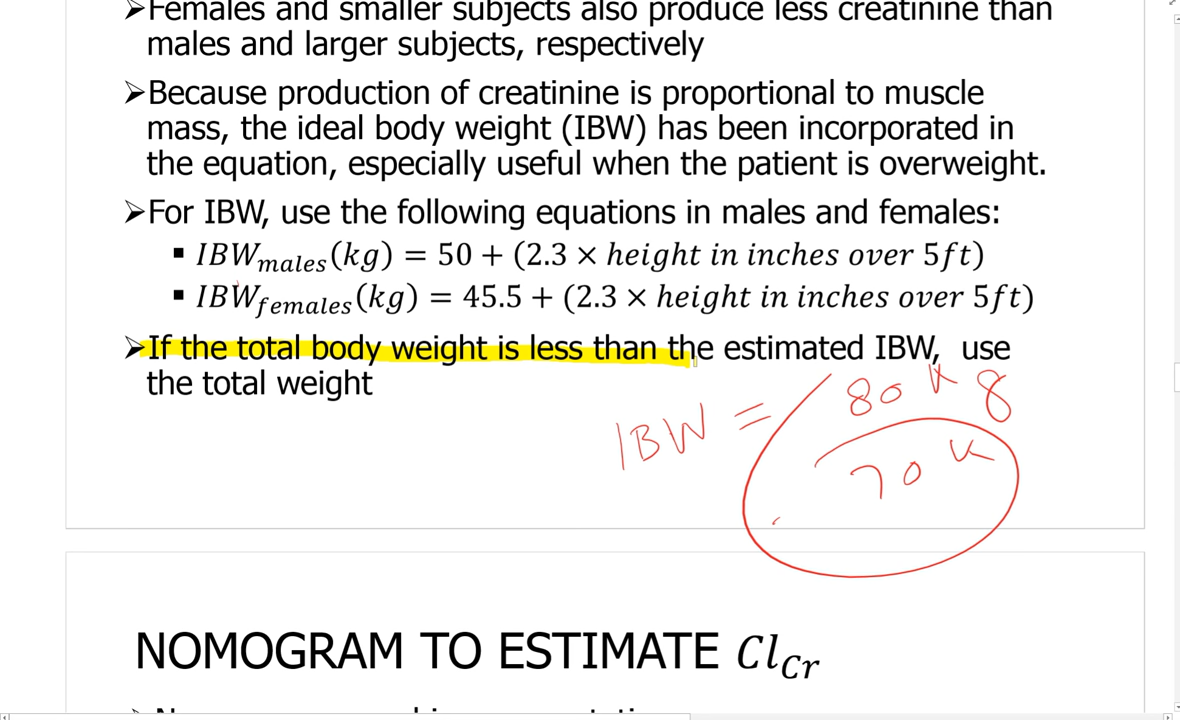 ➢Females and smaller subjects also produce less creatinine than
males and larger subjects, respectively
➢Because production of creatinine is proportional to muscle
mass, the ideal body weight (IBW) has been incorporated in
the equation, especially useful when the patient is overweight.
➢For IBW, use the following equations in males and females:
▪ IBWmales(kg) = 50 + (2.3 × height in inches over 5ft)
▪ IBWfemales(kg) = 45.5 + (2.3 × height in inches over 5ft)
➢If the total body weight is less than the estimated IBW, use
the total weight
IBW = 80 K 8
70 K
NOMOGRAM TO ESTIMATE ClCr